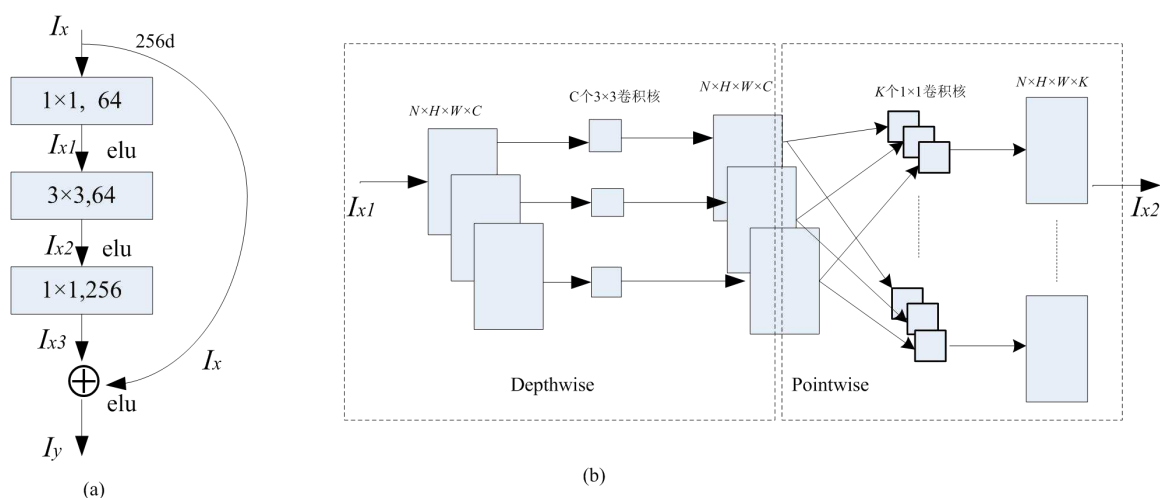 Ix
256d
1×1, 64
Ix1
elu
3×3,64
Ix2
elu
1×1,256
Ix3
Ix
elu
Iy
(a)
N×H×W×C
C个3×3卷积核
N×H×W×C
K个1×1卷积核
N×H×W×K
Ix1
Ix2
Depthwise
Pointwise
(b)